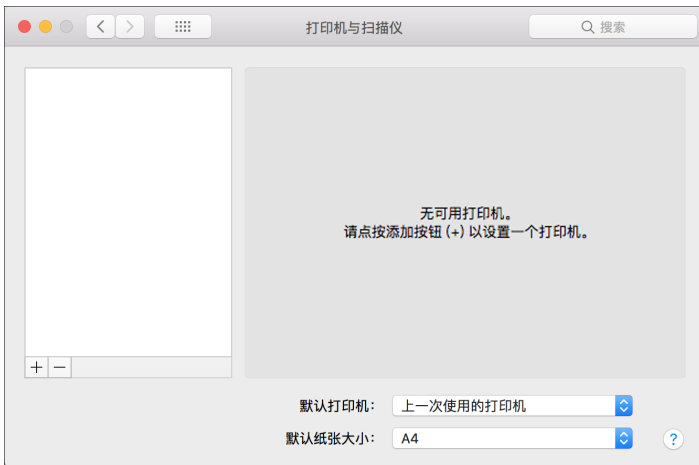 打印机与扫描仪
搜索
无可用打印机。
请点按添加按钮 (+) 以设置一个打印机。
+ −
默认打印机： 上一次使用的打印机
默认纸张大小： A4
?